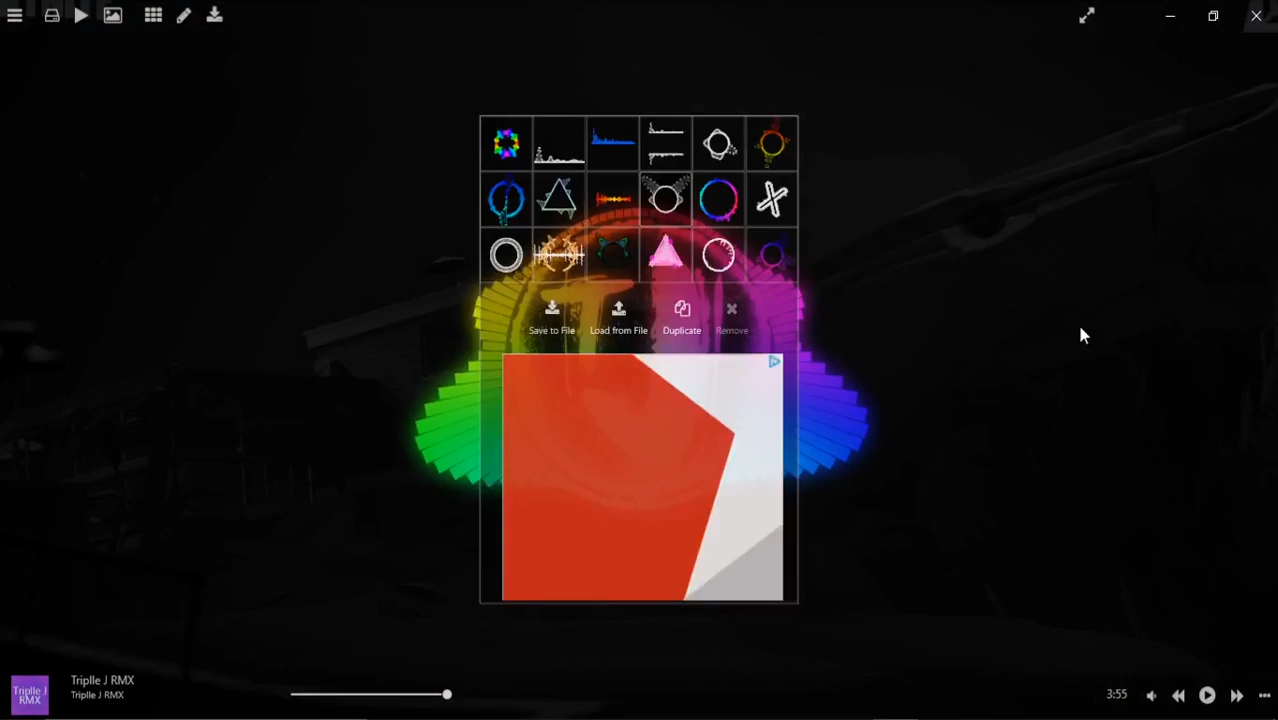 Save to File
Load from File
Duplicate
Remove
Triplle J
RMX
Triplle J RMX
Triplle J RMX
3:55